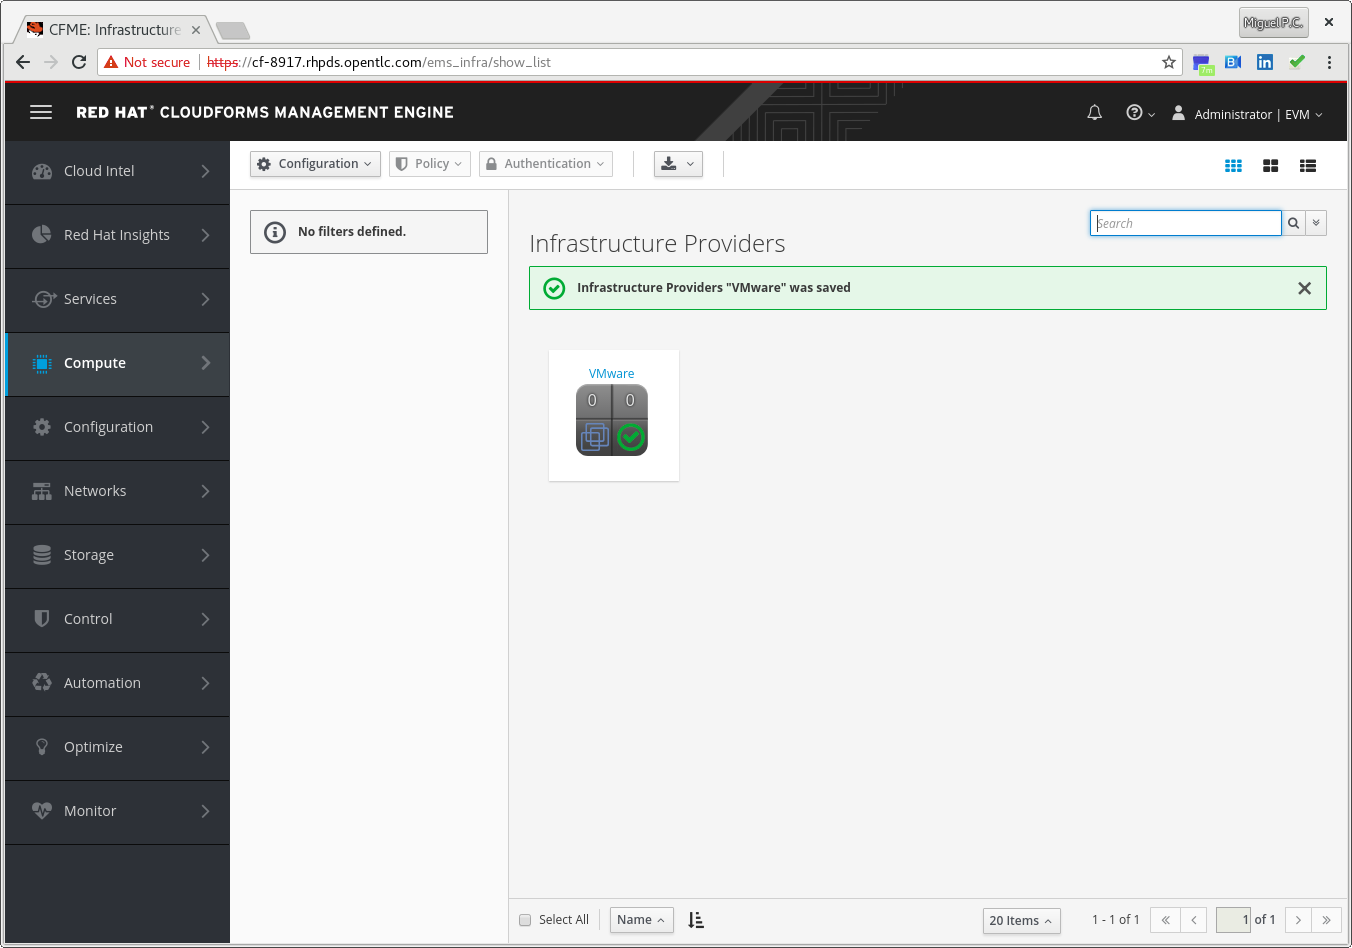 CFME: Infrastructure
Miguel P.C.
Not secure
https://cf-8917.rhpds.opentlc.com/ems_infra/show_list
7m
RED HAT® CLOUDFORMS MANAGEMENT ENGINE
Administrator | EVM
Cloud Intel
Red Hat Insights
Services
Compute
Configuration
Networks
Storage
Control
Automation
Optimize
Monitor
Configuration
Policy
Authentication
No filters defined.
Search
Infrastructure Providers
Infrastructure Providers "VMware" was saved
VMware
0 0
Select All
Name
20 Items
1 - 1 of 1
1 of 1